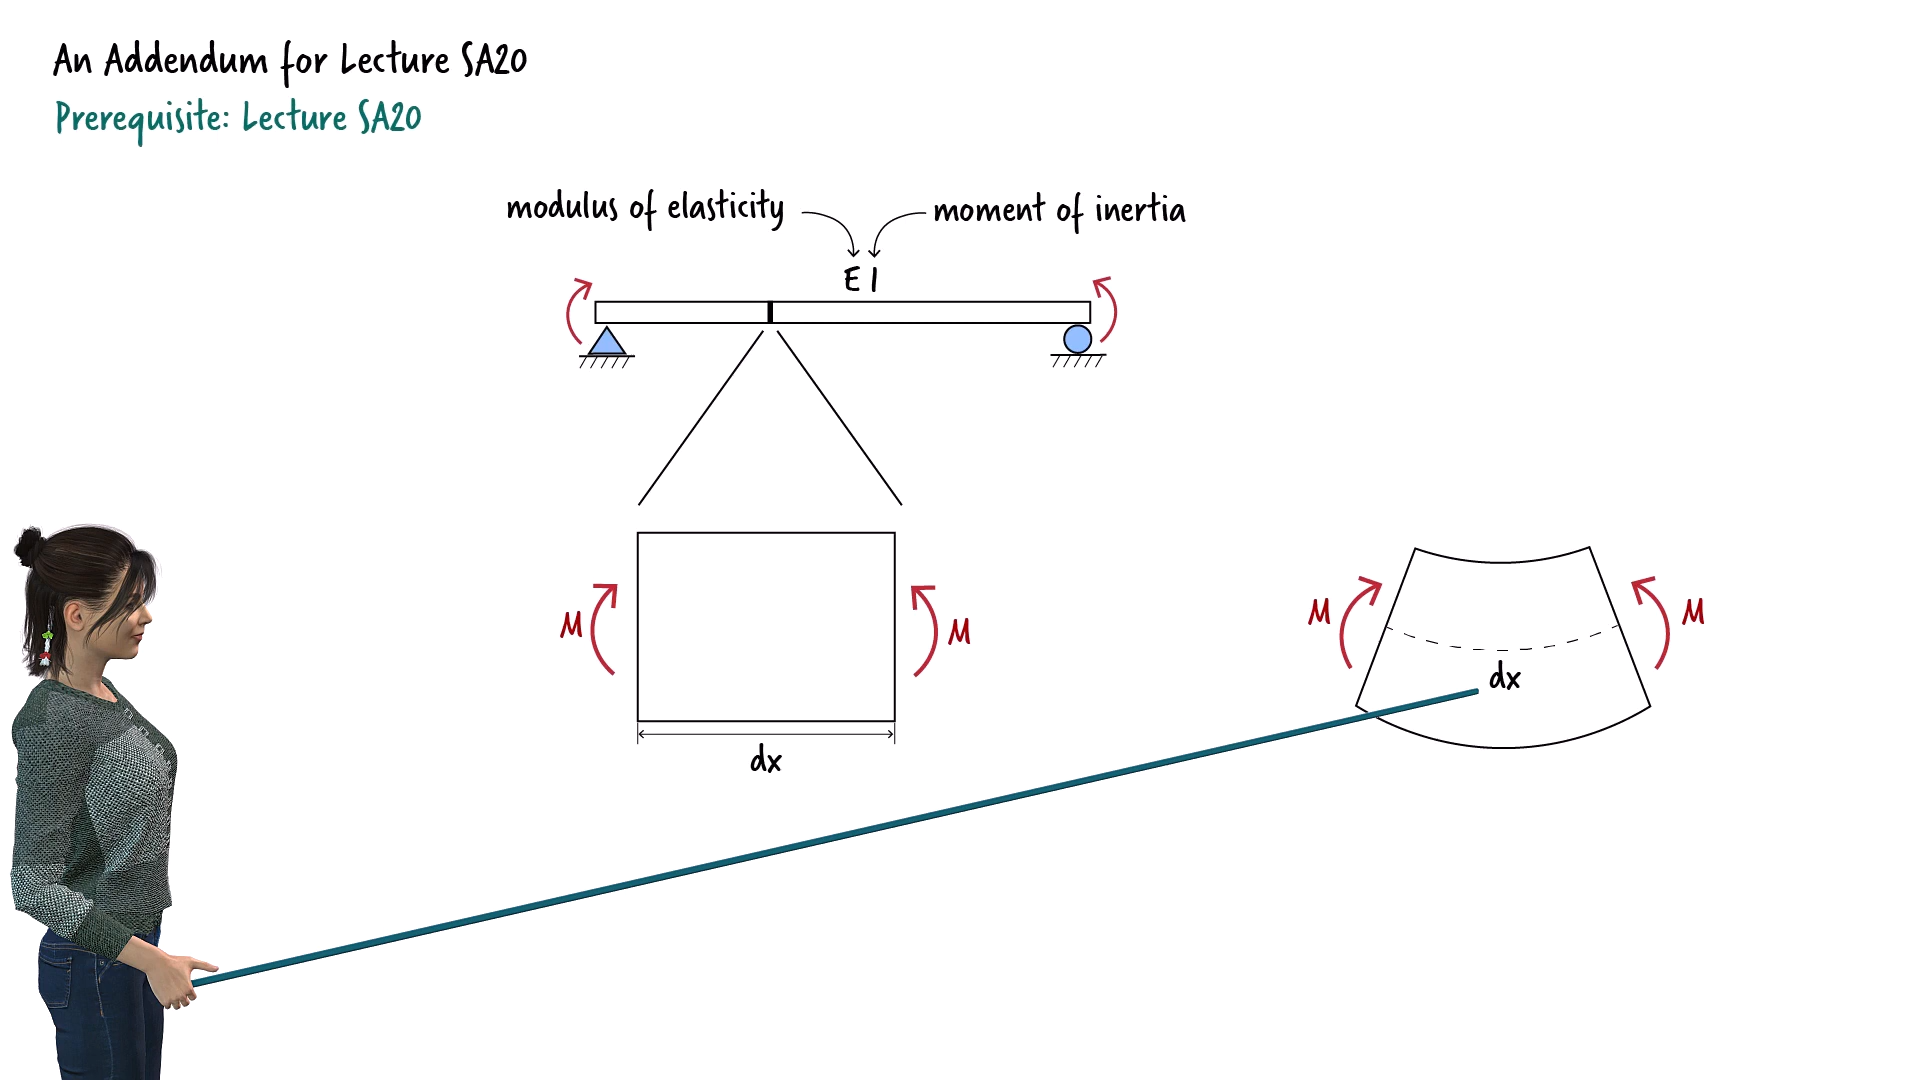 An Addendum for Lecture SA20
Prerequisite: Lecture SA20
modulus of elasticity
moment of inertia
E I
M
M
dx
M
M
dx